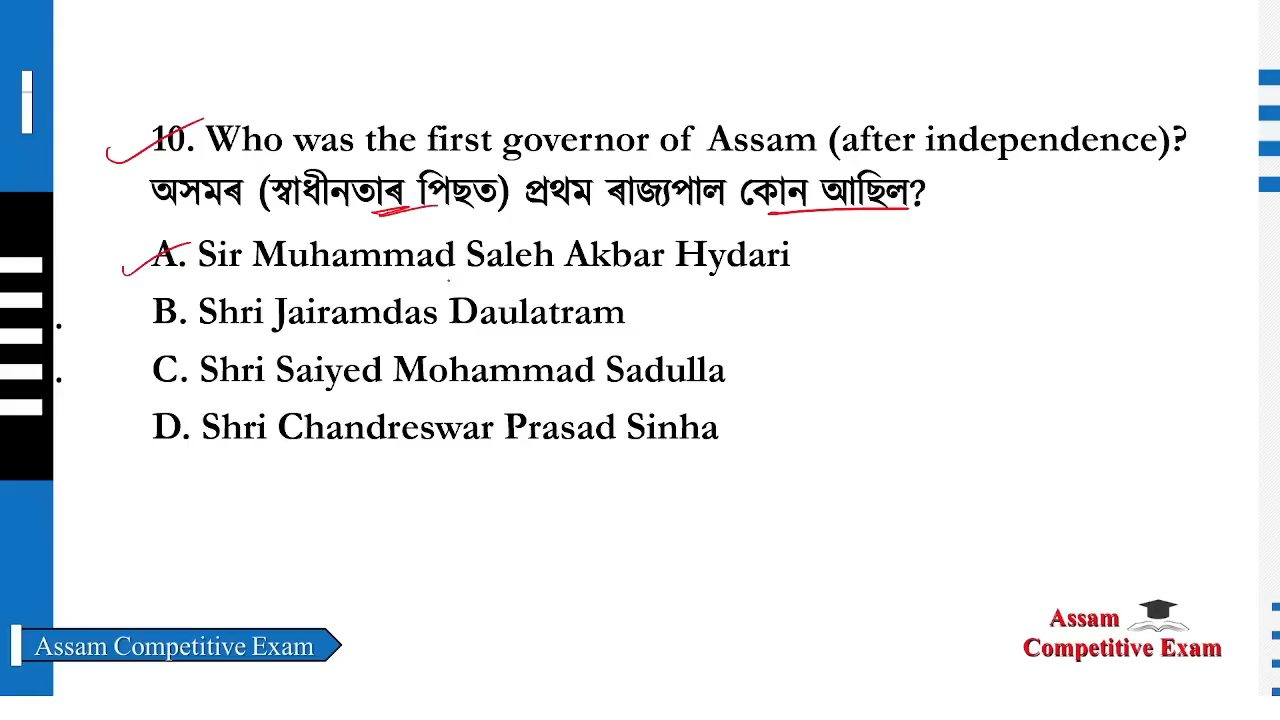 10. Who was the first governor of Assam (after independence)?
অসমৰ (স্বাধীনতাৰ পিছত) প্ৰথম ৰাজ্যপাল কোন আছিল?
A. Sir Muhammad Saleh Akbar Hydari
B. Shri Jairamdas Daulatram
C. Shri Saiyed Mohammad Sadulla
D. Shri Chandreswar Prasad Sinha
Assam Competitive Exam
Assam
Competitive Exam